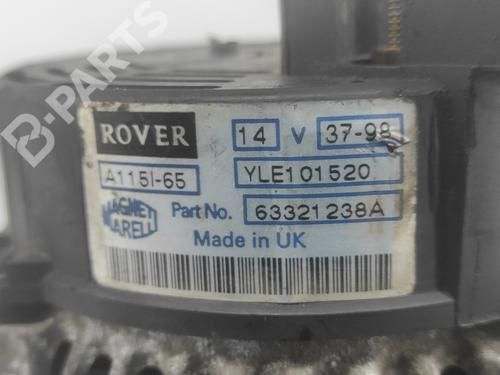 B-PARTS
ROVER 14 V 37-98
A115I-65 YLE101520
MAGNETI MARELLI Part No. 63321238A
Made in UK